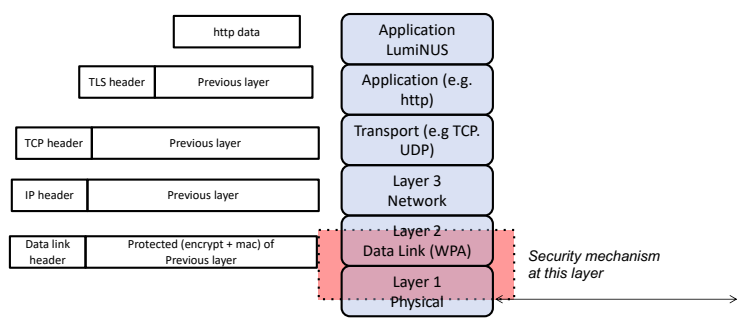 http data
Application
LumiNUS
TLS header
Previous layer
Application (e.g.
http)
TCP header
Previous layer
Transport (e.g TCP.
UDP)
IP header
Previous layer
Layer 3
Network
Data link
header
Protected (encrypt + mac) of
Previous layer
Layer 2
Data Link (WPA)
Security mechanism
at this layer
Layer 1
Physical